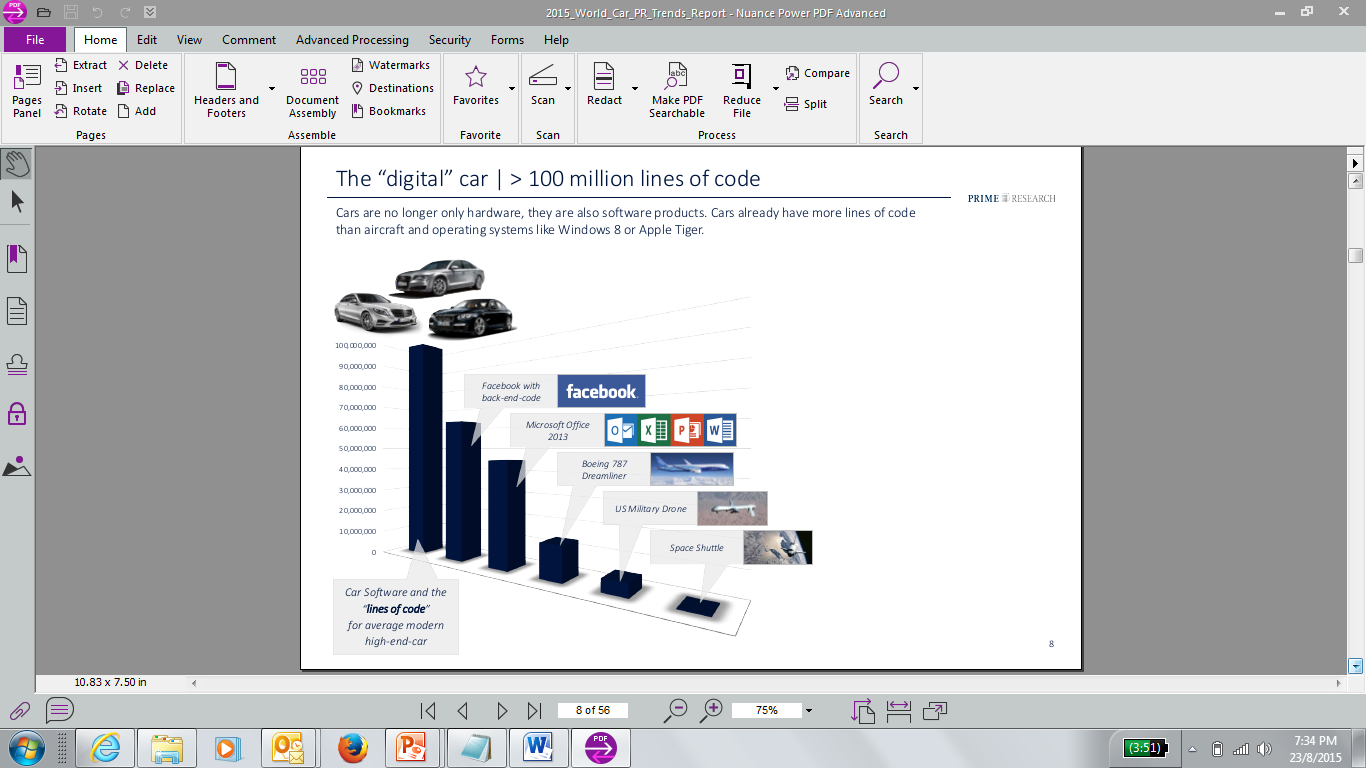 2015_World_Car_PR_Trends_Report - Nuance Power PDF Advanced
File Home Edit View Comment Advanced Processing Security Forms Help
Pages Panel
Extract
Insert
Rotate
Delete
Replace
Add
Pages
Headers and Footers
Document Assembly
Watermarks
Destinations
Bookmarks
Assemble
Favorites
Favorite
Scan
Scan
Redact
Make PDF Searchable
Reduce File
Compare
Split
Process
Search
Search
The “digital” car | > 100 million lines of code
PRIME RESEARCH
Cars are no longer only hardware, they are also software products. Cars already have more lines of code
than aircraft and operating systems like Windows 8 or Apple Tiger.
100,000,000
90,000,000
80,000,000
70,000,000
60,000,000
50,000,000
40,000,000
30,000,000
20,000,000
10,000,000
0
Facebook with
back-end-code
facebook.
Microsoft Office
2013
Boeing 787
Dreamliner
US Military Drone
Space Shuttle
Car Software and the
“lines of code”
for average modern
high-end-car
8
10.83 x 7.50 in
8 of 56
75%
(3:51)
7:34 PM
23/8/2015